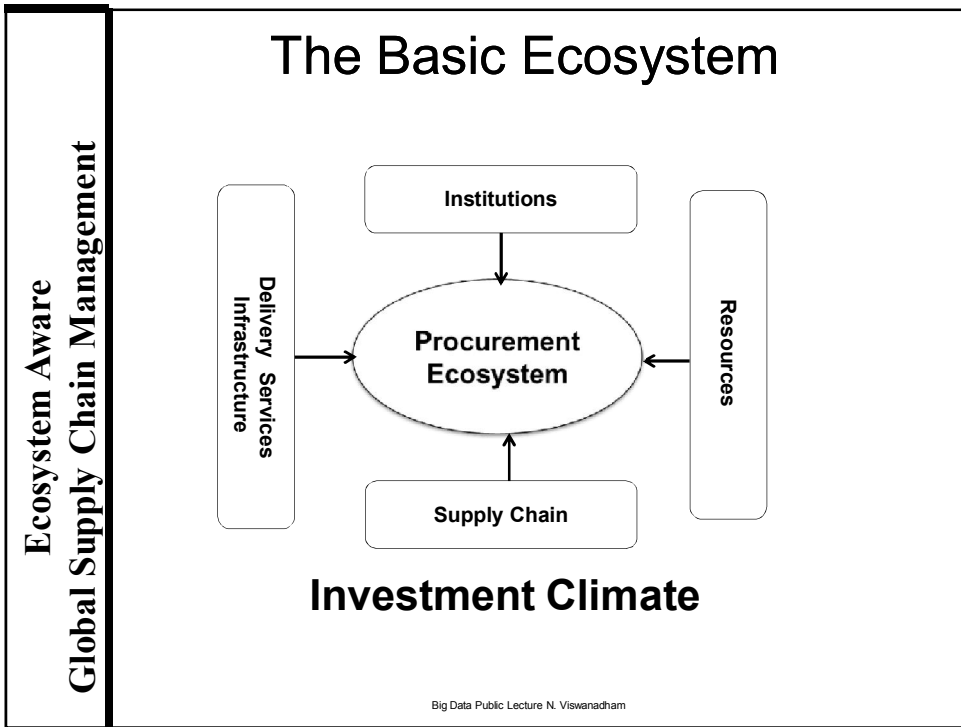 Ecosystem Aware
Global Supply Chain Management
The Basic Ecosystem
Institutions
Delivery Services
Infrastructure
Procurement
Ecosystem
Resources
Supply Chain
Investment Climate
Big Data Public Lecture N. Viswanadham